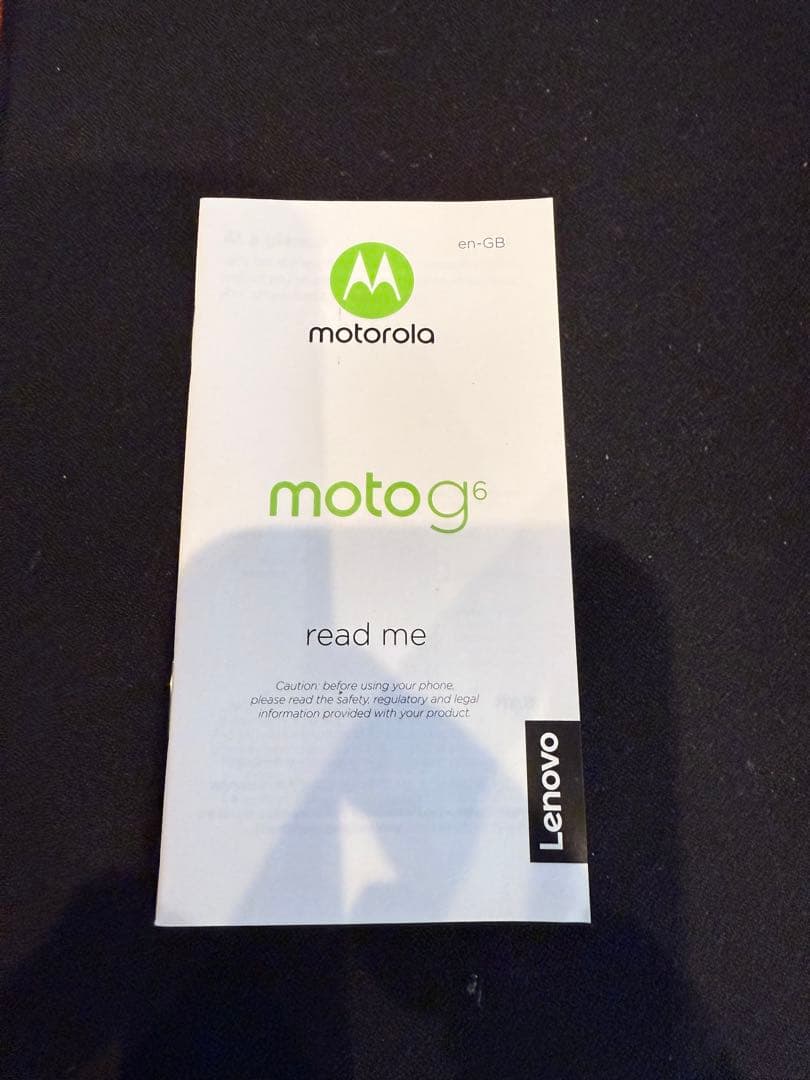 en-GB
motorola
moto g6
read me
Caution: before using your phone,
please read the safety, regulatory and legal
information provided with your product.
Lenovo